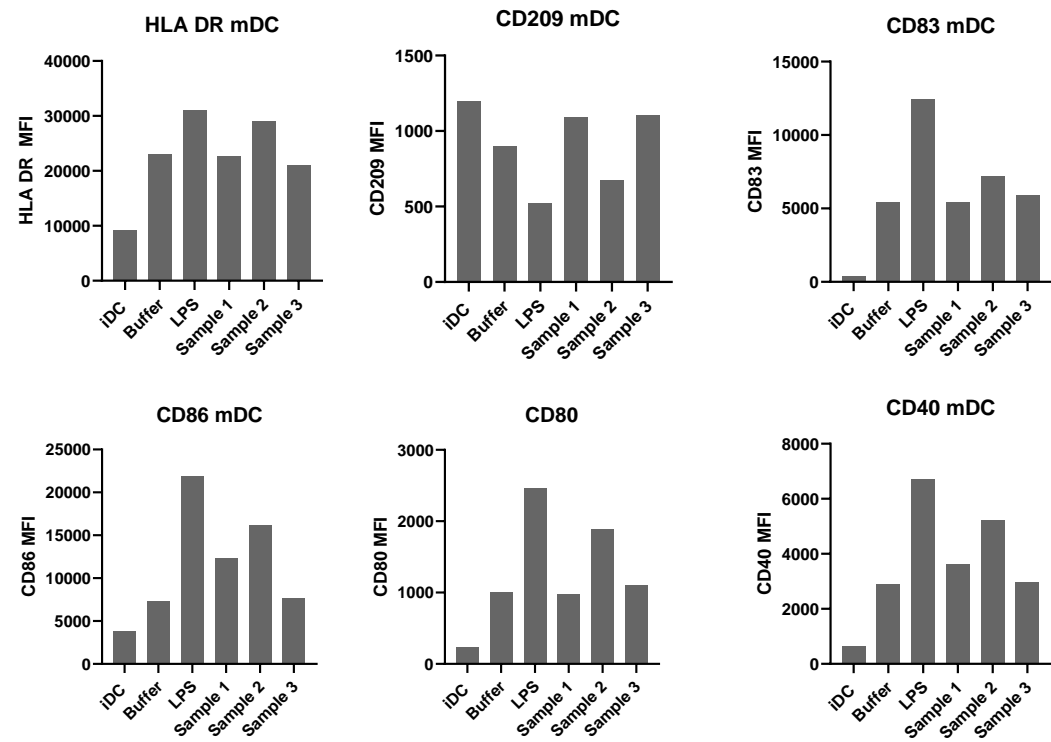 HLA DR mDC
HLA DR  MFI
40000
30000
20000
10000
0
iDC
Buffer
LPS
Sample 1
Sample 2
Sample 3
CD209 mDC
CD209 MFI
1500
1000
500
0
iDC
Buffer
LPS
Sample 1
Sample 2
Sample 3
CD83 mDC
CD83 MFI
15000
10000
5000
0
iDC
Buffer
LPS
Sample 1
Sample 2
Sample 3
CD86 mDC
CD86 MFI
25000
20000
15000
10000
5000
0
iDC
Buffer
LPS
Sample 1
Sample 2
Sample 3
CD80
CD80 MFI
3000
2000
1000
0
iDC
Buffer
LPS
Sample 1
Sample 2
Sample 3
CD40 mDC
CD40 MFI
8000
6000
4000
2000
0
iDC
Buffer
LPS
Sample 1
Sample 2
Sample 3